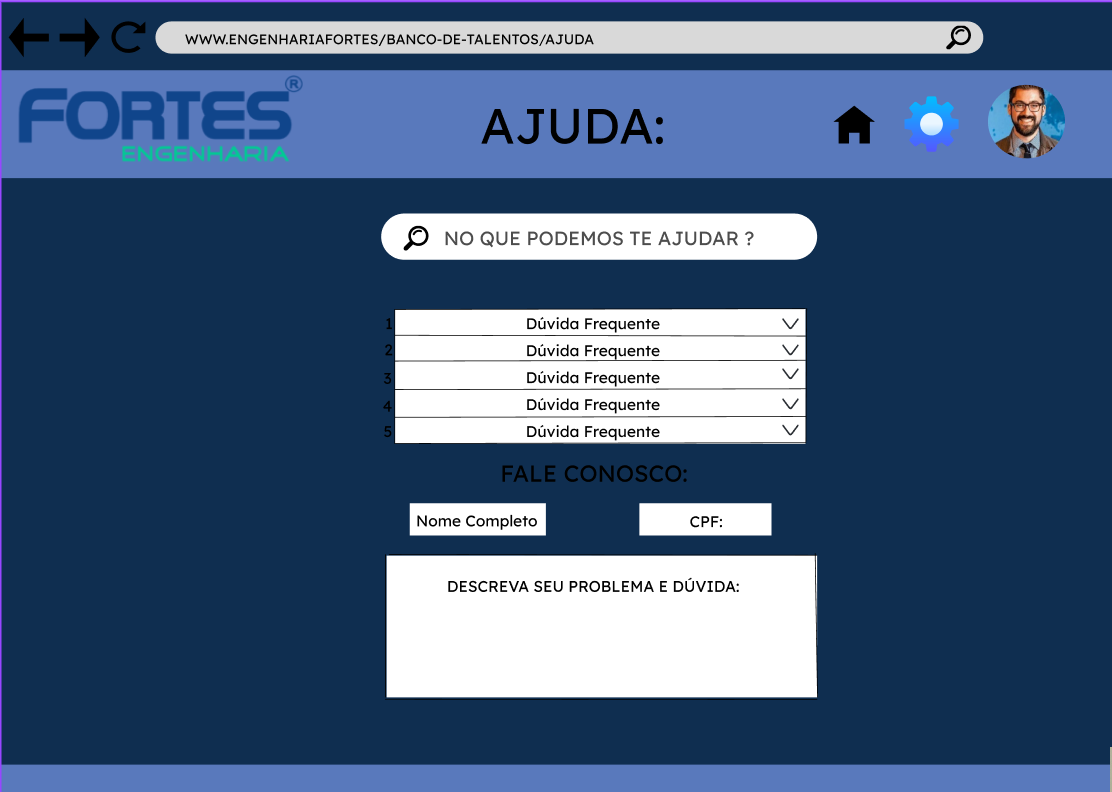 WWW.ENGENHARIAFORTES/BANCO-DE-TALENTOS/AJUDA
FORTES®
ENGENHARIA
AJUDA:
NO QUE PODEMOS TE AJUDAR ?
1 Dúvida Frequente
2 Dúvida Frequente
3 Dúvida Frequente
4 Dúvida Frequente
5 Dúvida Frequente
FALE CONOSCO:
Nome Completo CPF:
DESCREVA SEU PROBLEMA E DÚVIDA: